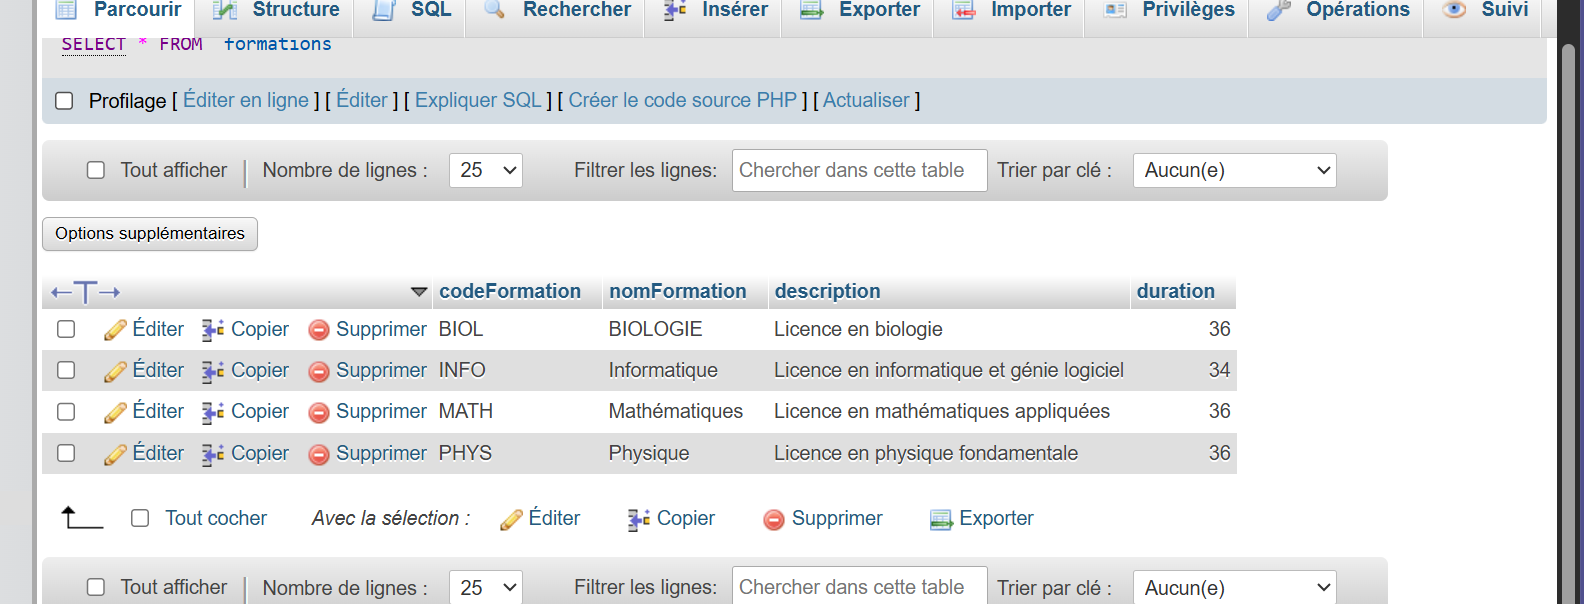 Parcourir Structure SQL Rechercher Insérer Exporter Importer Privilèges Opérations Suivi
SELECT * FROM formations
Profilage [ Éditer en ligne ] [ Éditer ] [ Expliquer SQL ] [ Créer le code source PHP ] [ Actualiser ]
Tout afficher Nombre de lignes : 25 Filtrer les lignes: Chercher dans cette table Trier par clé : Aucun(e)
Options supplémentaires
←T→ codeFormation nomFormation description duration
Éditer Copier Supprimer BIOL BIOLOGIE Licence en biologie 36
Éditer Copier Supprimer INFO Informatique Licence en informatique et génie logiciel 34
Éditer Copier Supprimer MATH Mathématiques Licence en mathématiques appliquées 36
Éditer Copier Supprimer PHYS Physique Licence en physique fondamentale 36
Tout cocher Avec la sélection : Éditer Copier Supprimer Exporter
Tout afficher Nombre de lignes : 25 Filtrer les lignes: Chercher dans cette table Trier par clé : Aucun(e)